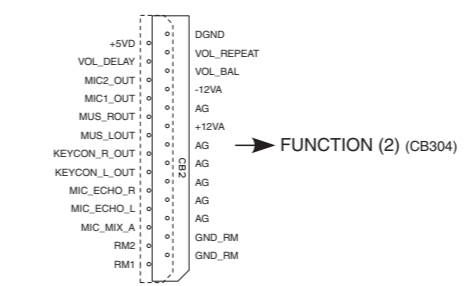 DGND
+5VD
VOL_REPEAT
VOL_DELAY
VOL_BAL
MIC2_OUT
-12VA
MIC1_OUT
AG
MUS_ROUT
+12VA
MUS_LOUT
AG
FUNCTION (2) (CB304)
KEYCON_R_OUT
AG
KEYCON_L_OUT
AG
MIC_ECHO_R
AG
MIC_ECHO_L
AG
MIC_MIX_A
GND_RM
RM2
GND_RM
RM1
CB2